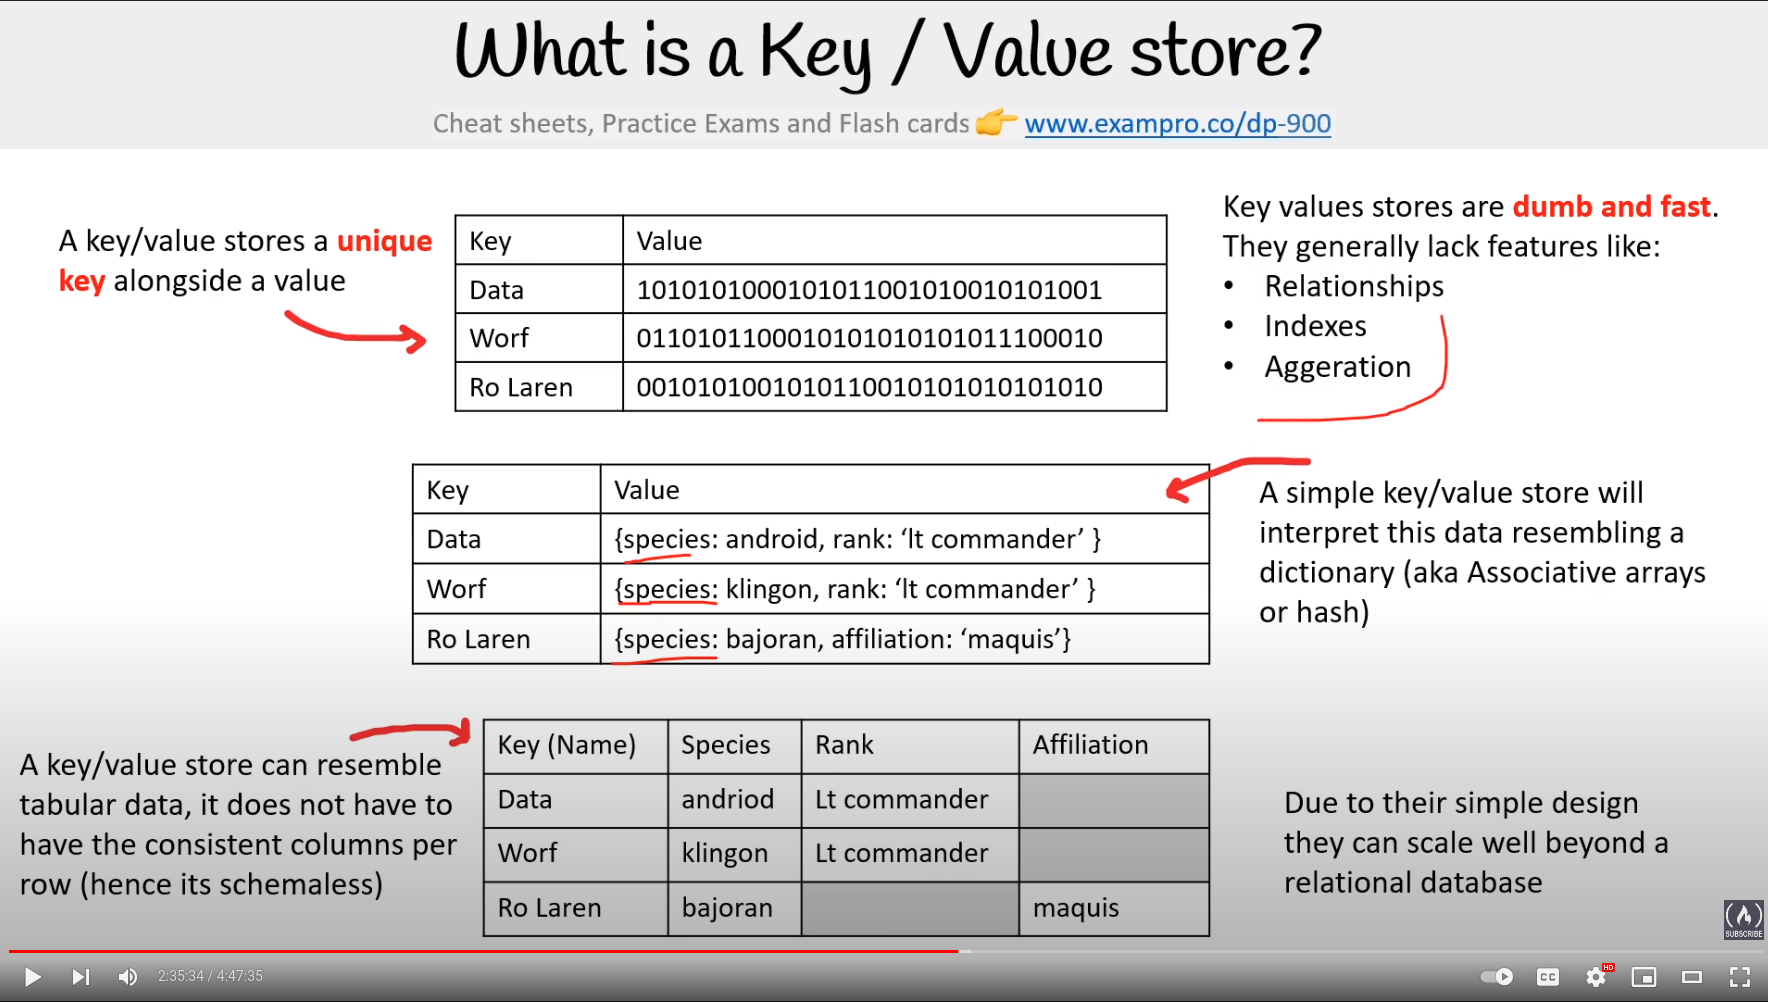 What is a Key / Value store?
Cheat sheets, Practice Exams and Flash cards 👉 www.exampro.co/dp-900
A key/value stores a unique
key alongside a value
Key Value
Data 1010101000101011001010010101001
Worf 0110101100010101010101011100010
Ro Laren 0010101001010110010101010101010
Key values stores are dumb and fast.
They generally lack features like:
• Relationships
• Indexes
• Aggeration
Key Value
Data {species: android, rank: ‘lt commander’ }
Worf {species: klingon, rank: ‘lt commander’ }
Ro Laren {species: bajoran, affiliation: ‘maquis’}
A simple key/value store will
interpret this data resembling a
dictionary (aka Associative arrays
or hash)
A key/value store can resemble
tabular data, it does not have to
have the consistent columns per
row (hence its schemaless)
Key (Name) Species Rank Affiliation
Data andriod Lt commander
Worf klingon Lt commander
Ro Laren bajoran maquis
Due to their simple design
they can scale well beyond a
relational database
SUBSCRIBE
2:35:34 / 4:47:35
CC
HD